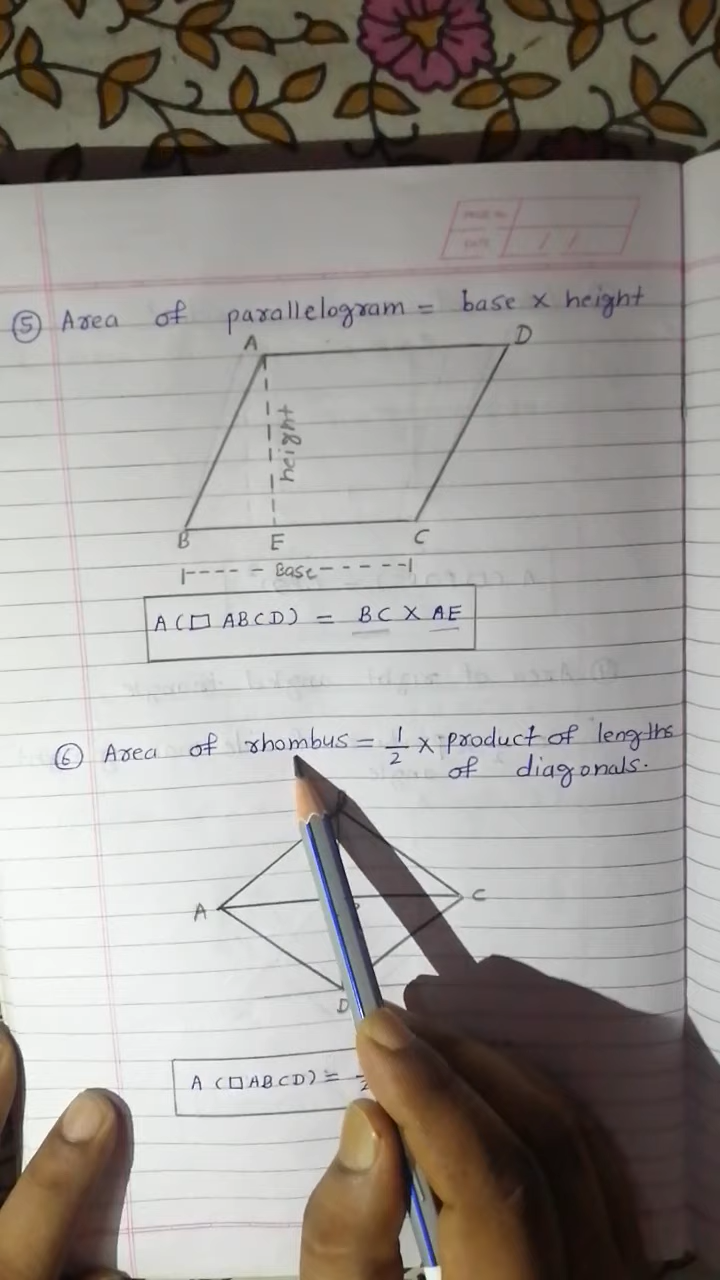 ⑤ Area of parallelogram = base × height
A
D
height
B
E
C
Base
A(□ ABCD) = BC × AE
⑥ Area of rhombus = 1/2 × product of lengths
of diagonals.
A
C
D
A(□ABCD) =